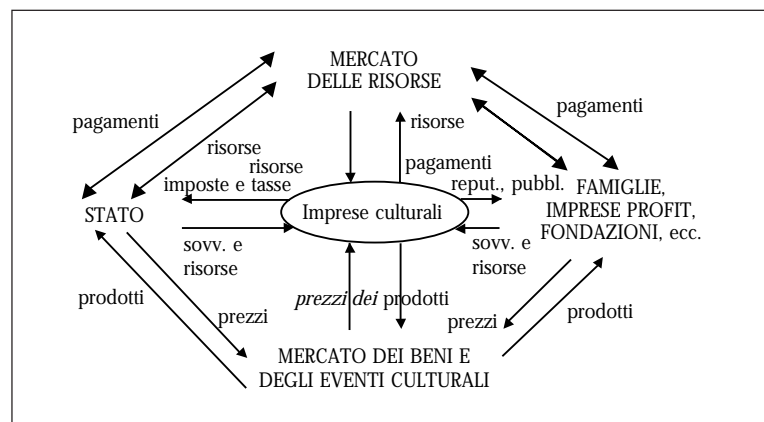 MERCATO
DELLE RISORSE
pagamenti
pagamenti
risorse
risorse
risorse
risorse
pagamenti
imposte e tasse
reput., pubbl.
FAMIGLIE,
IMPRESE PROFIT,
FONDAZIONI, ecc.
STATO
Imprese culturali
sovv. e
risorse
sovv. e
risorse
prodotti
prezzi
prezzi dei prodotti
prezzi
prodotti
MERCATO DEI BENI E
DEGLI EVENTI CULTURALI